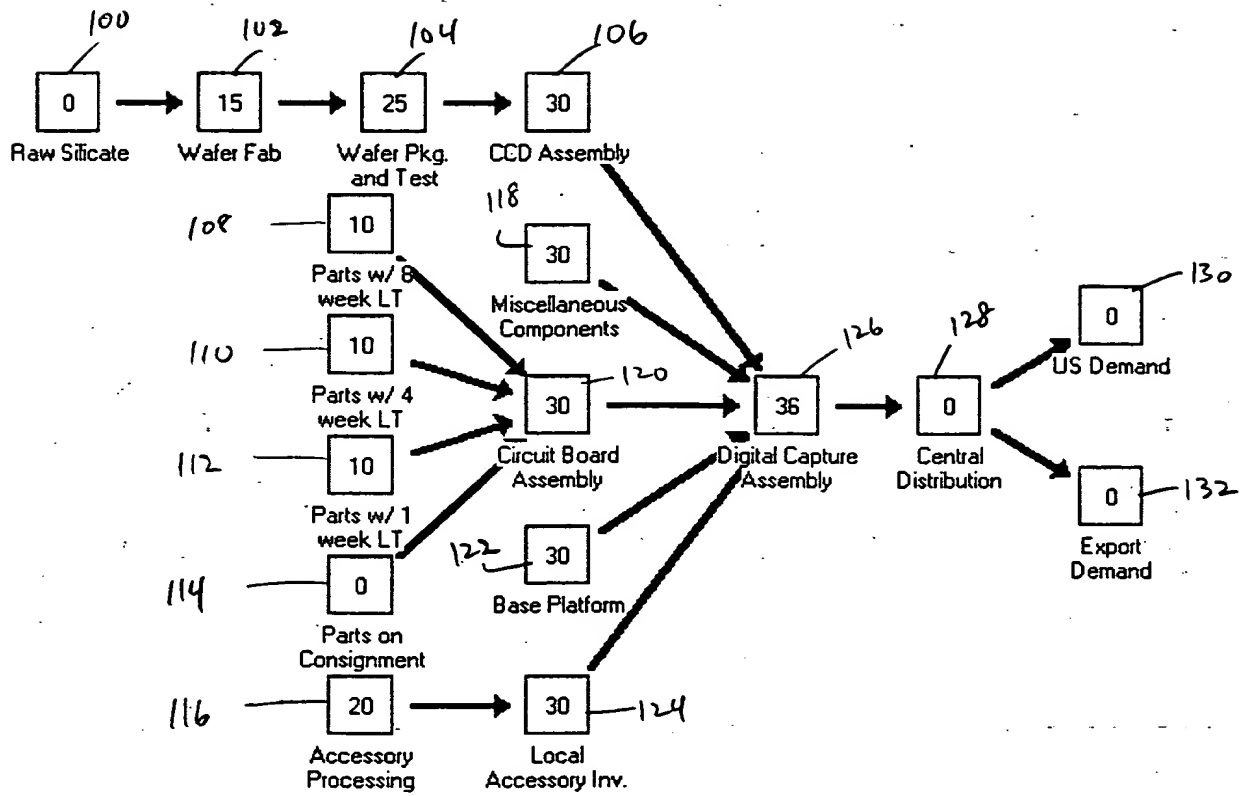 100
102
104
106
0
15
25
30
Raw Silicate
Wafer Fab
Wafer Pkg.
and Test
CCD Assembly
108
10
Parts w/ 8
week LT
118
30
Miscellaneous
Components
110
10
Parts w/ 4
week LT
120
30
Circuit Board
Assembly
126
36
Digital Capture
Assembly
128
0
Central
Distribution
130
0
US Demand
132
0
Export
Demand
112
10
Parts w/ 1
week LT
122
30
Base Platform
114
0
Parts on
Consignment
116
20
Accessory
Processing
124
30
Local
Accessory Inv.